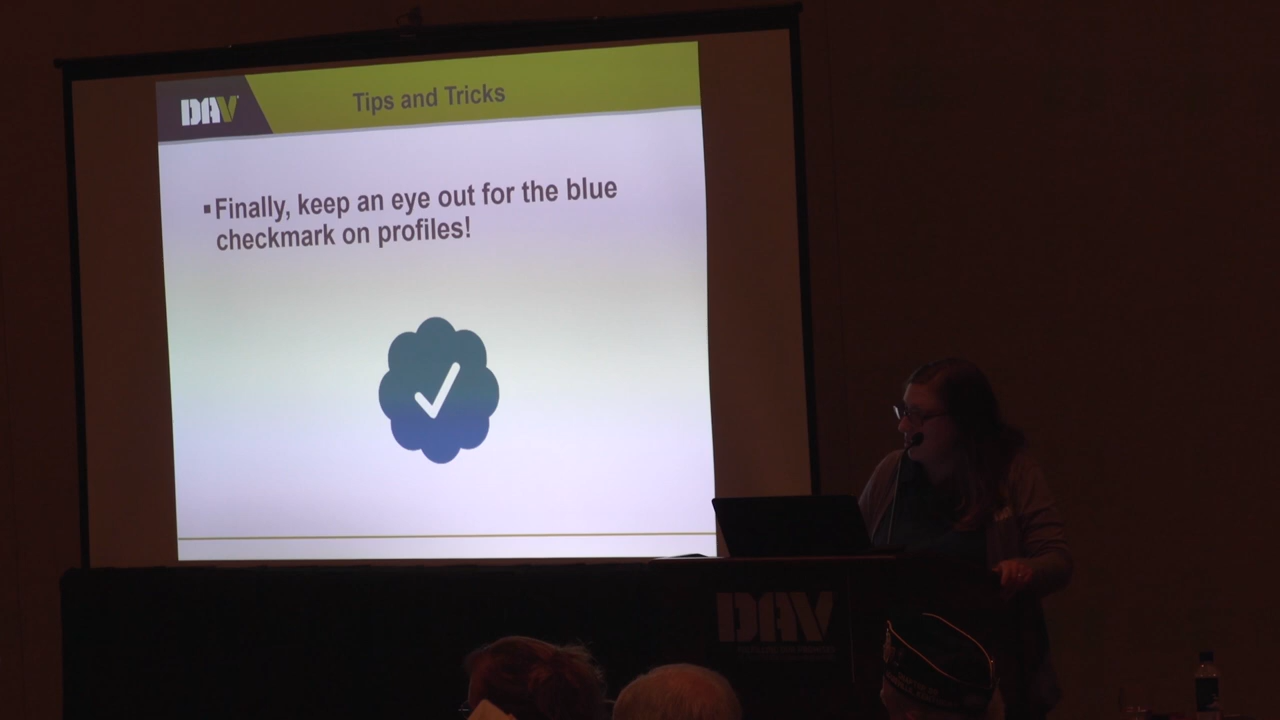 DAV
Tips and Tricks
▪Finally, keep an eye out for the blue
checkmark on profiles!
DAV